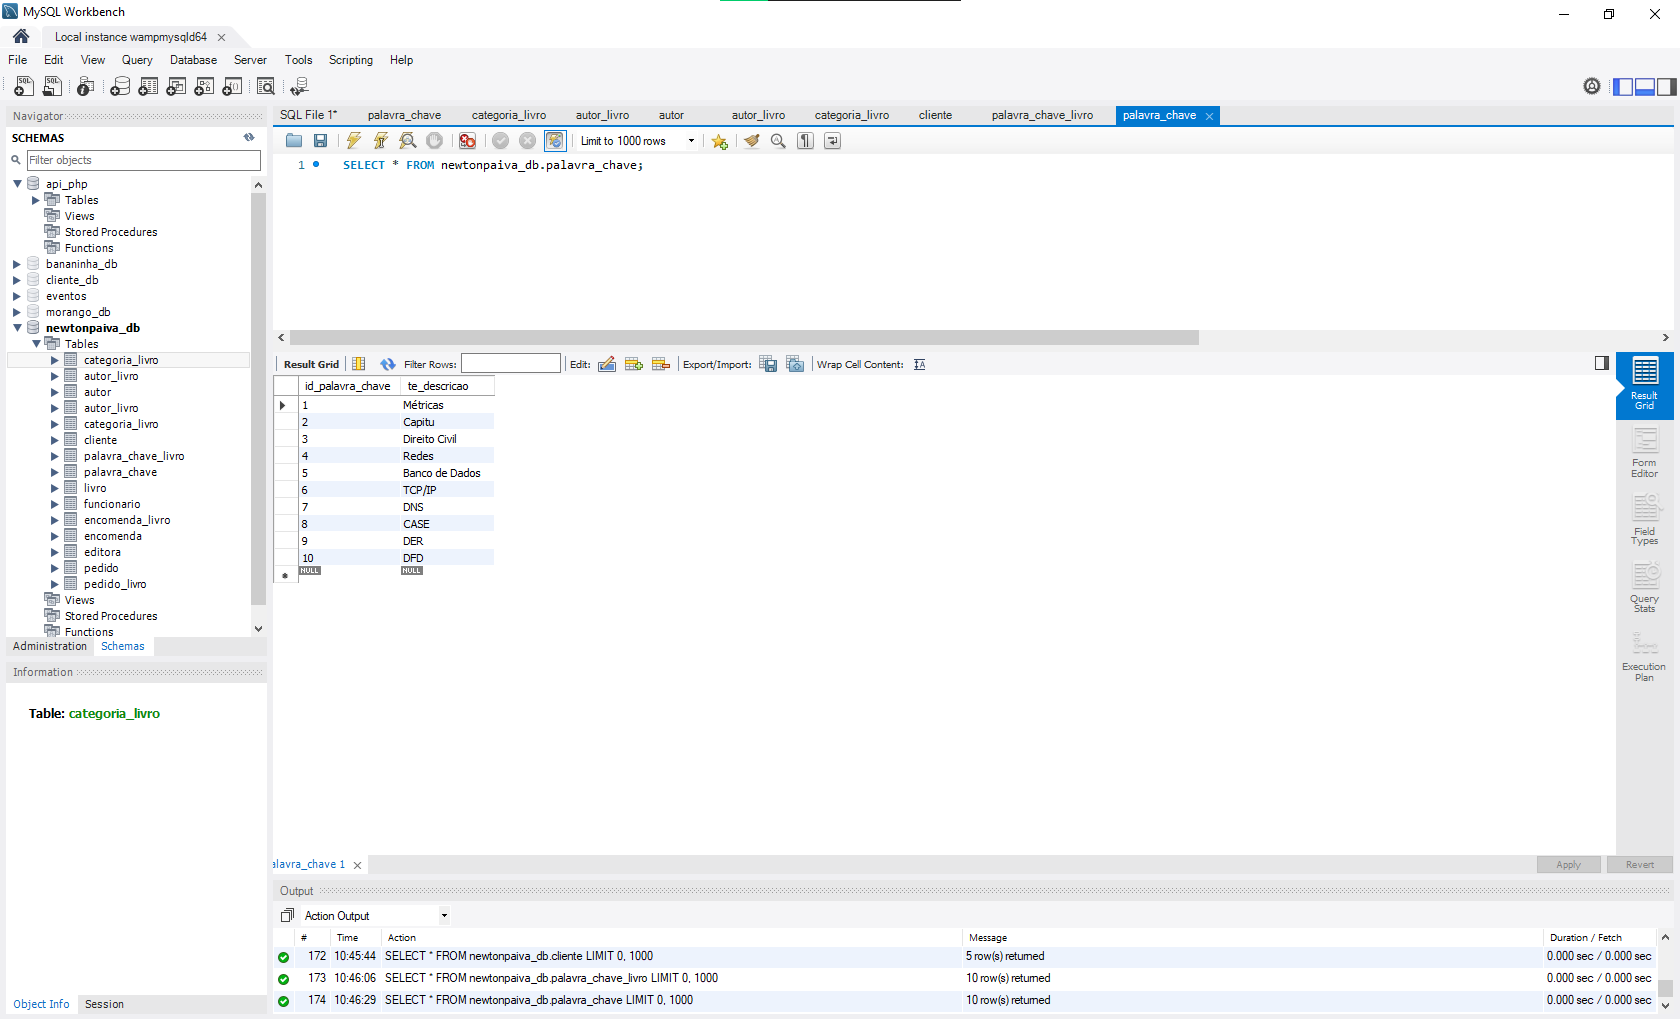 MySQL Workbench
Local instance wampmysqld64
File Edit View Query Database Server Tools Scripting Help
Navigator
SCHEMAS
Filter objects
api_php
Tables
Views
Stored Procedures
Functions
bananinha_db
cliente_db
eventos
morango_db
newtonpaiva_db
Tables
categoria_livro
autor_livro
autor
autor_livro
categoria_livro
cliente
palavra_chave_livro
palavra_chave
livro
funcionario
encomenda_livro
encomenda
editora
pedido
pedido_livro
Views
Stored Procedures
Functions
Administration Schemas
Information
Table: categoria_livro
Object Info Session
SQL File 1* palavra_chave categoria_livro autor_livro autor autor_livro categoria_livro cliente palavra_chave_livro palavra_chave
Limit to 1000 rows
1 SELECT * FROM newtonpaiva_db.palavra_chave;
Result Grid Filter Rows: Edit: Export/Import: Wrap Cell Content:
id_palavra_chave te_descricao
1 Métricas
2 Capitu
3 Direito Civil
4 Redes
5 Banco de Dados
6 TCP/IP
7 DNS
8 CASE
9 DER
10 DFD
NULL NULL
Result
Grid
Form
Editor
Field
Types
Query
Stats
Execution
Plan
alavra_chave 1
Apply Revert
Output
Action Output
# Time Action Message Duration / Fetch
172 10:45:44 SELECT * FROM newtonpaiva_db.cliente LIMIT 0, 1000 5 row(s) returned 0.000 sec / 0.000 sec
173 10:46:06 SELECT * FROM newtonpaiva_db.palavra_chave_livro LIMIT 0, 1000 10 row(s) returned 0.000 sec / 0.000 sec
174 10:46:29 SELECT * FROM newtonpaiva_db.palavra_chave LIMIT 0, 1000 10 row(s) returned 0.000 sec / 0.000 sec